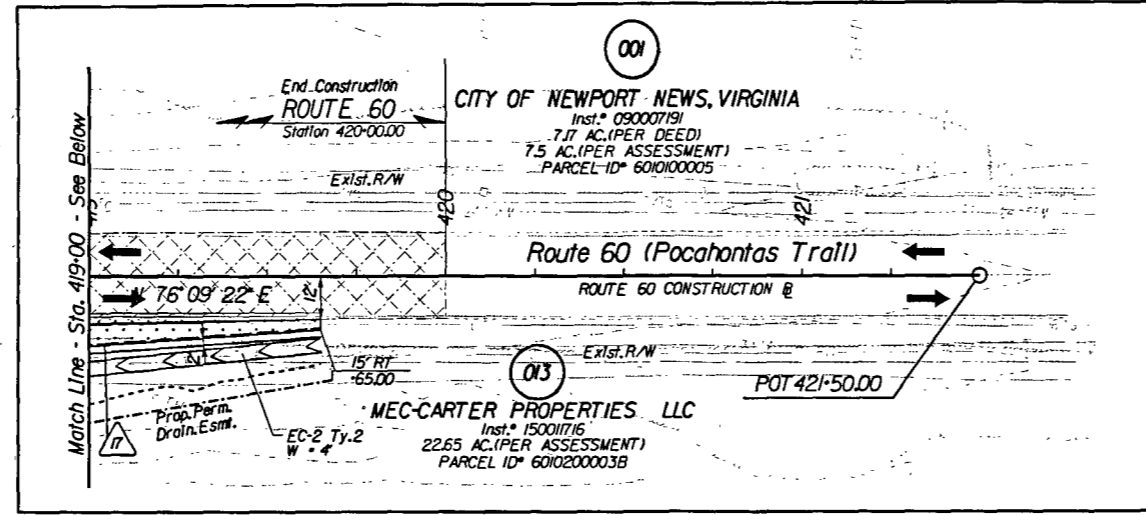 001
End Construction
ROUTE 60
Station 420+00.00
CITY OF NEWPORT NEWS, VIRGINIA
Inst.# 090007191
7.17 AC.(PER DEED)
7.5 AC.(PER ASSESSMENT)
PARCEL ID# 6010100005
Exist. R/W
420
421
Match Line - Sta. 419+00 - See Below
Route 60 (Pocahontas Trail)
N 76°09'22" E
12'
ROUTE 60 CONSTRUCTION BL
Exist. R/W
15' RT
+65.00
013
POT 421+50.00
MEC-CARTER PROPERTIES LLC
Inst.# 150011716
22.65 AC.(PER ASSESSMENT)
PARCEL ID# 6010200003B
Prop. Perm.
Drain. Esmt.
17
EC-2 Ty. 2
W = 4'